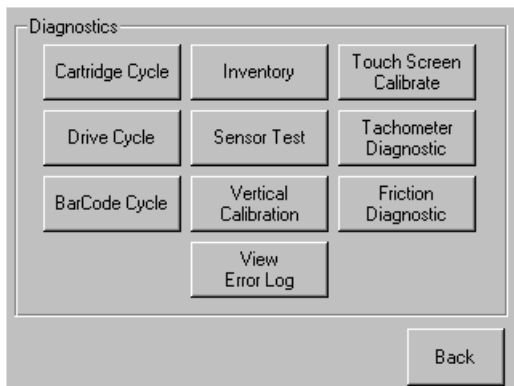 Diagnostics
Cartridge Cycle
Inventory
Touch Screen
Calibrate
Drive Cycle
Sensor Test
Tachometer
Diagnostic
BarCode Cycle
Vertical
Calibration
Friction
Diagnostic
View
Error Log
Back